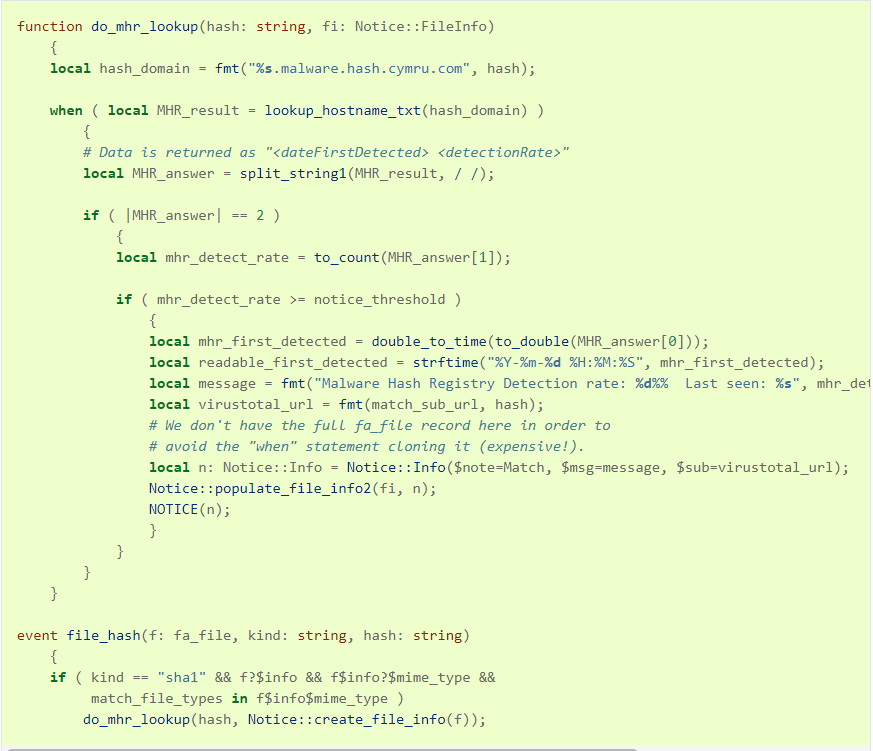 function do_mhr_lookup(hash: string, fi: Notice::FileInfo)
    {
    local hash_domain = fmt("%s.malware.hash.cymru.com", hash);

    when ( local MHR_result = lookup_hostname_txt(hash_domain) )
        {
        # Data is returned as "<dateFirstDetected> <detectionRate>"
        local MHR_answer = split_string1(MHR_result, / /);

        if ( |MHR_answer| == 2 )
            {
            local mhr_detect_rate = to_count(MHR_answer[1]);

            if ( mhr_detect_rate >= notice_threshold )
                {
                local mhr_first_detected = double_to_time(to_double(MHR_answer[0]));
                local readable_first_detected = strftime("%Y-%m-%d %H:%M:%S", mhr_first_detected);
                local message = fmt("Malware Hash Registry Detection rate: %d%%  Last seen: %s", mhr_det
                local virustotal_url = fmt(match_sub_url, hash);
                # We don't have the full fa_file record here in order to
                # avoid the "when" statement cloning it (expensive!).
                local n: Notice::Info = Notice::Info($note=Match, $msg=message, $sub=virustotal_url);
                Notice::populate_file_info2(fi, n);
                NOTICE(n);
                }
            }
        }
    }

event file_hash(f: fa_file, kind: string, hash: string)
    {
    if ( kind == "sha1" && f?$info && f$info?$mime_type &&
         match_file_types in f$info$mime_type )
        do_mhr_lookup(hash, Notice::create_file_info(f));